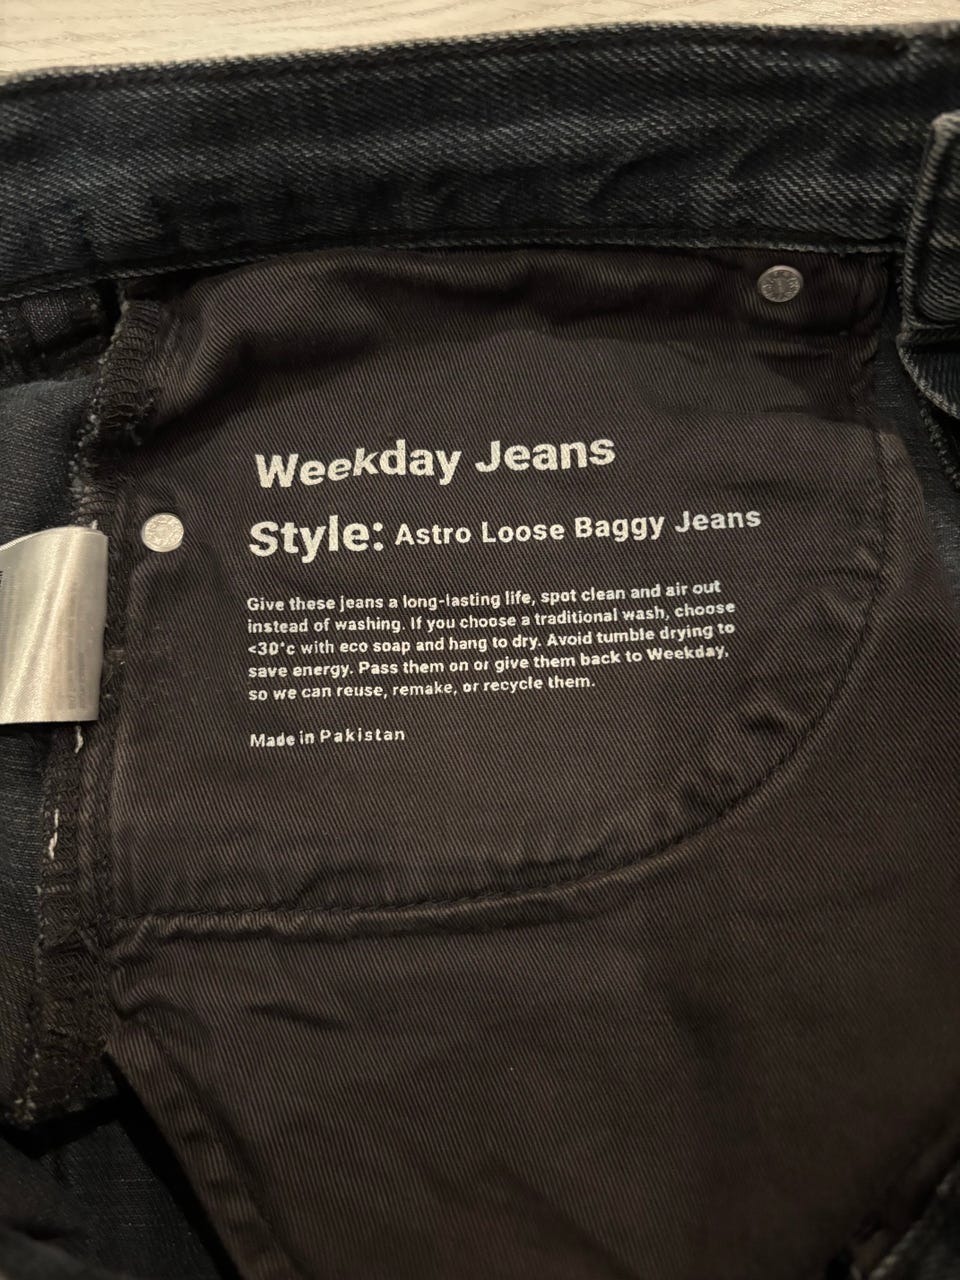 Weekday Jeans
Style: Astro Loose Baggy Jeans
Give these jeans a long-lasting life, spot clean and air out
instead of washing. If you choose a traditional wash, choose
<30°c with eco soap and hang to dry. Avoid tumble drying to
save energy. Pass them on or give them back to Weekday,
so we can reuse, remake, or recycle them.
Made in Pakistan